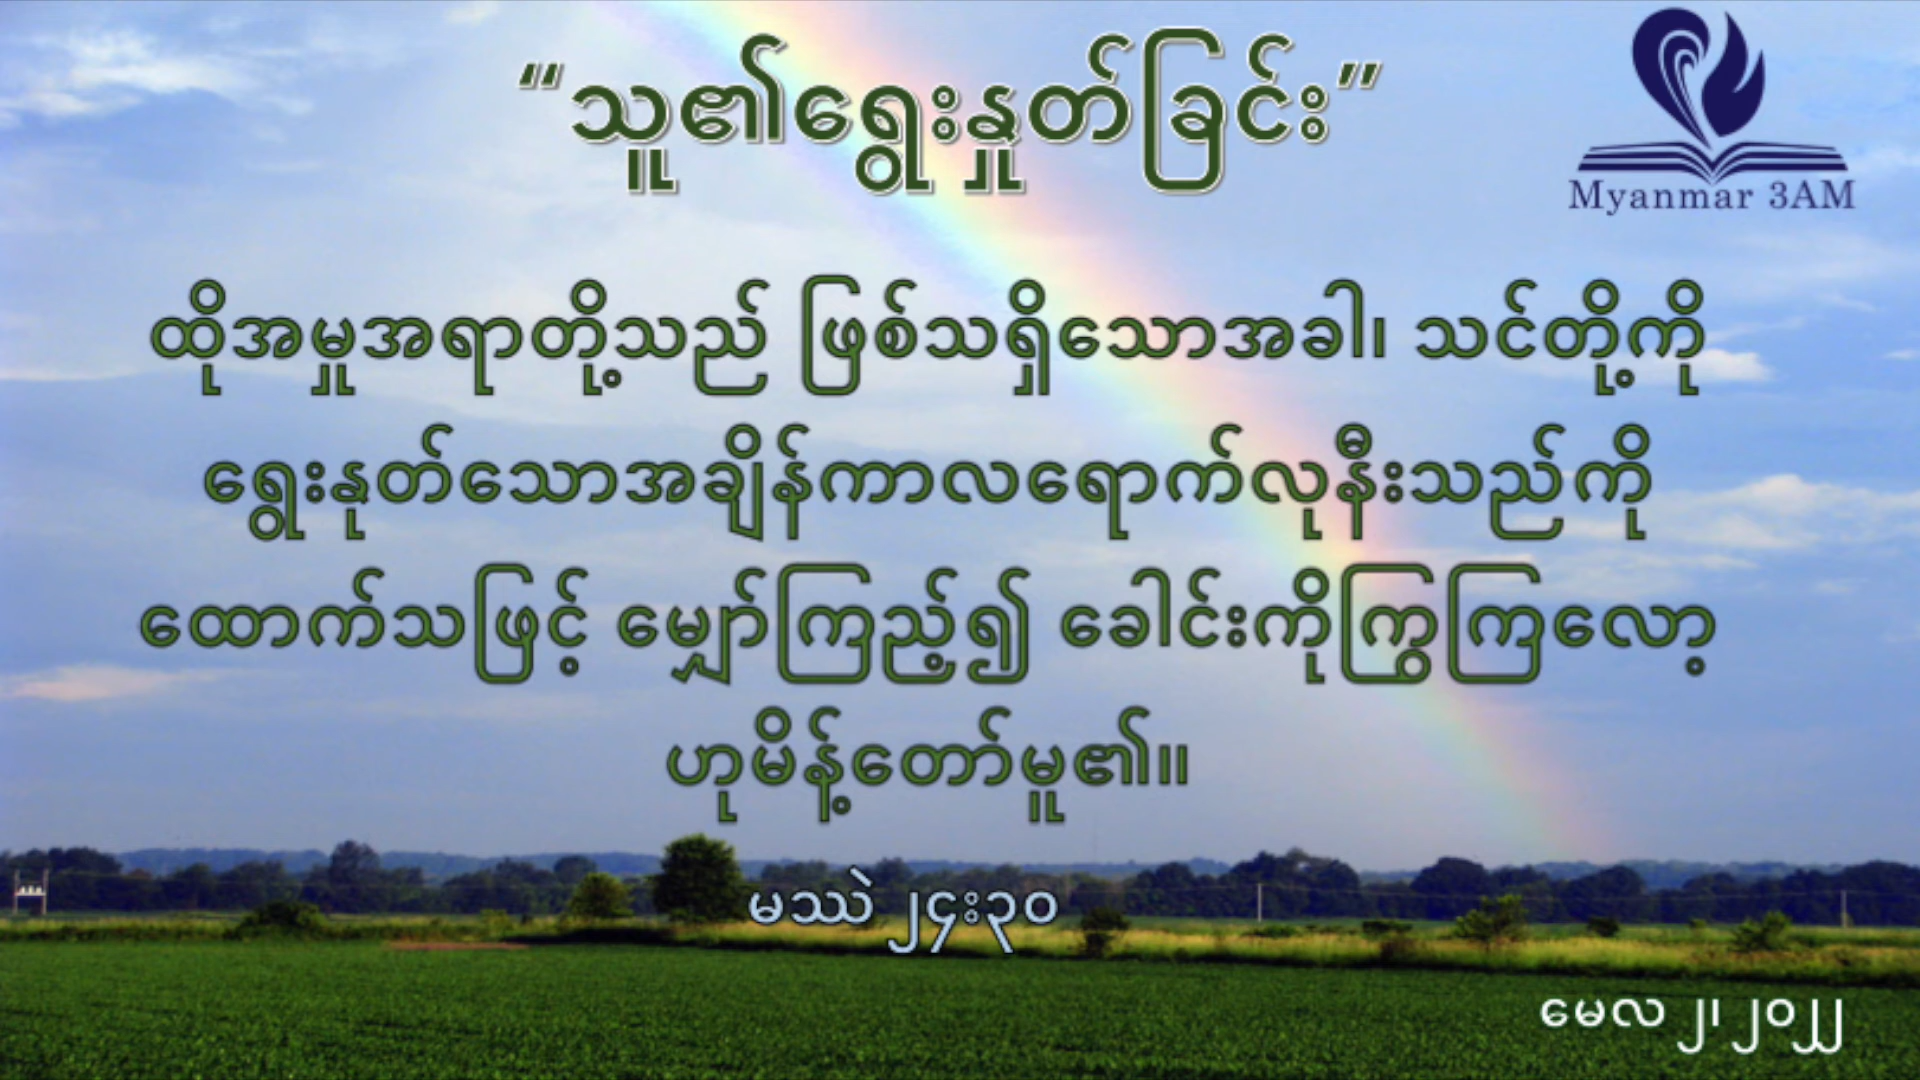 “သူ၏ရွေးနှုတ်ခြင်း”
Myanmar 3AM
ထိုအမှုအရာတို့သည် ဖြစ်သရှိသောအခါ၊ သင်တို့ကို
ရွေးနုတ်သောအချိန်ကာလရောက်လုနီးသည်ကို
ထောက်သဖြင့် မျှော်ကြည့်၍ ခေါင်းကိုကြွကြလော့
ဟုမိန့်တော်မူ၏။
မဿဲ ၂၄း၃၀
မေလ ၂၊ ၂၀၂၂